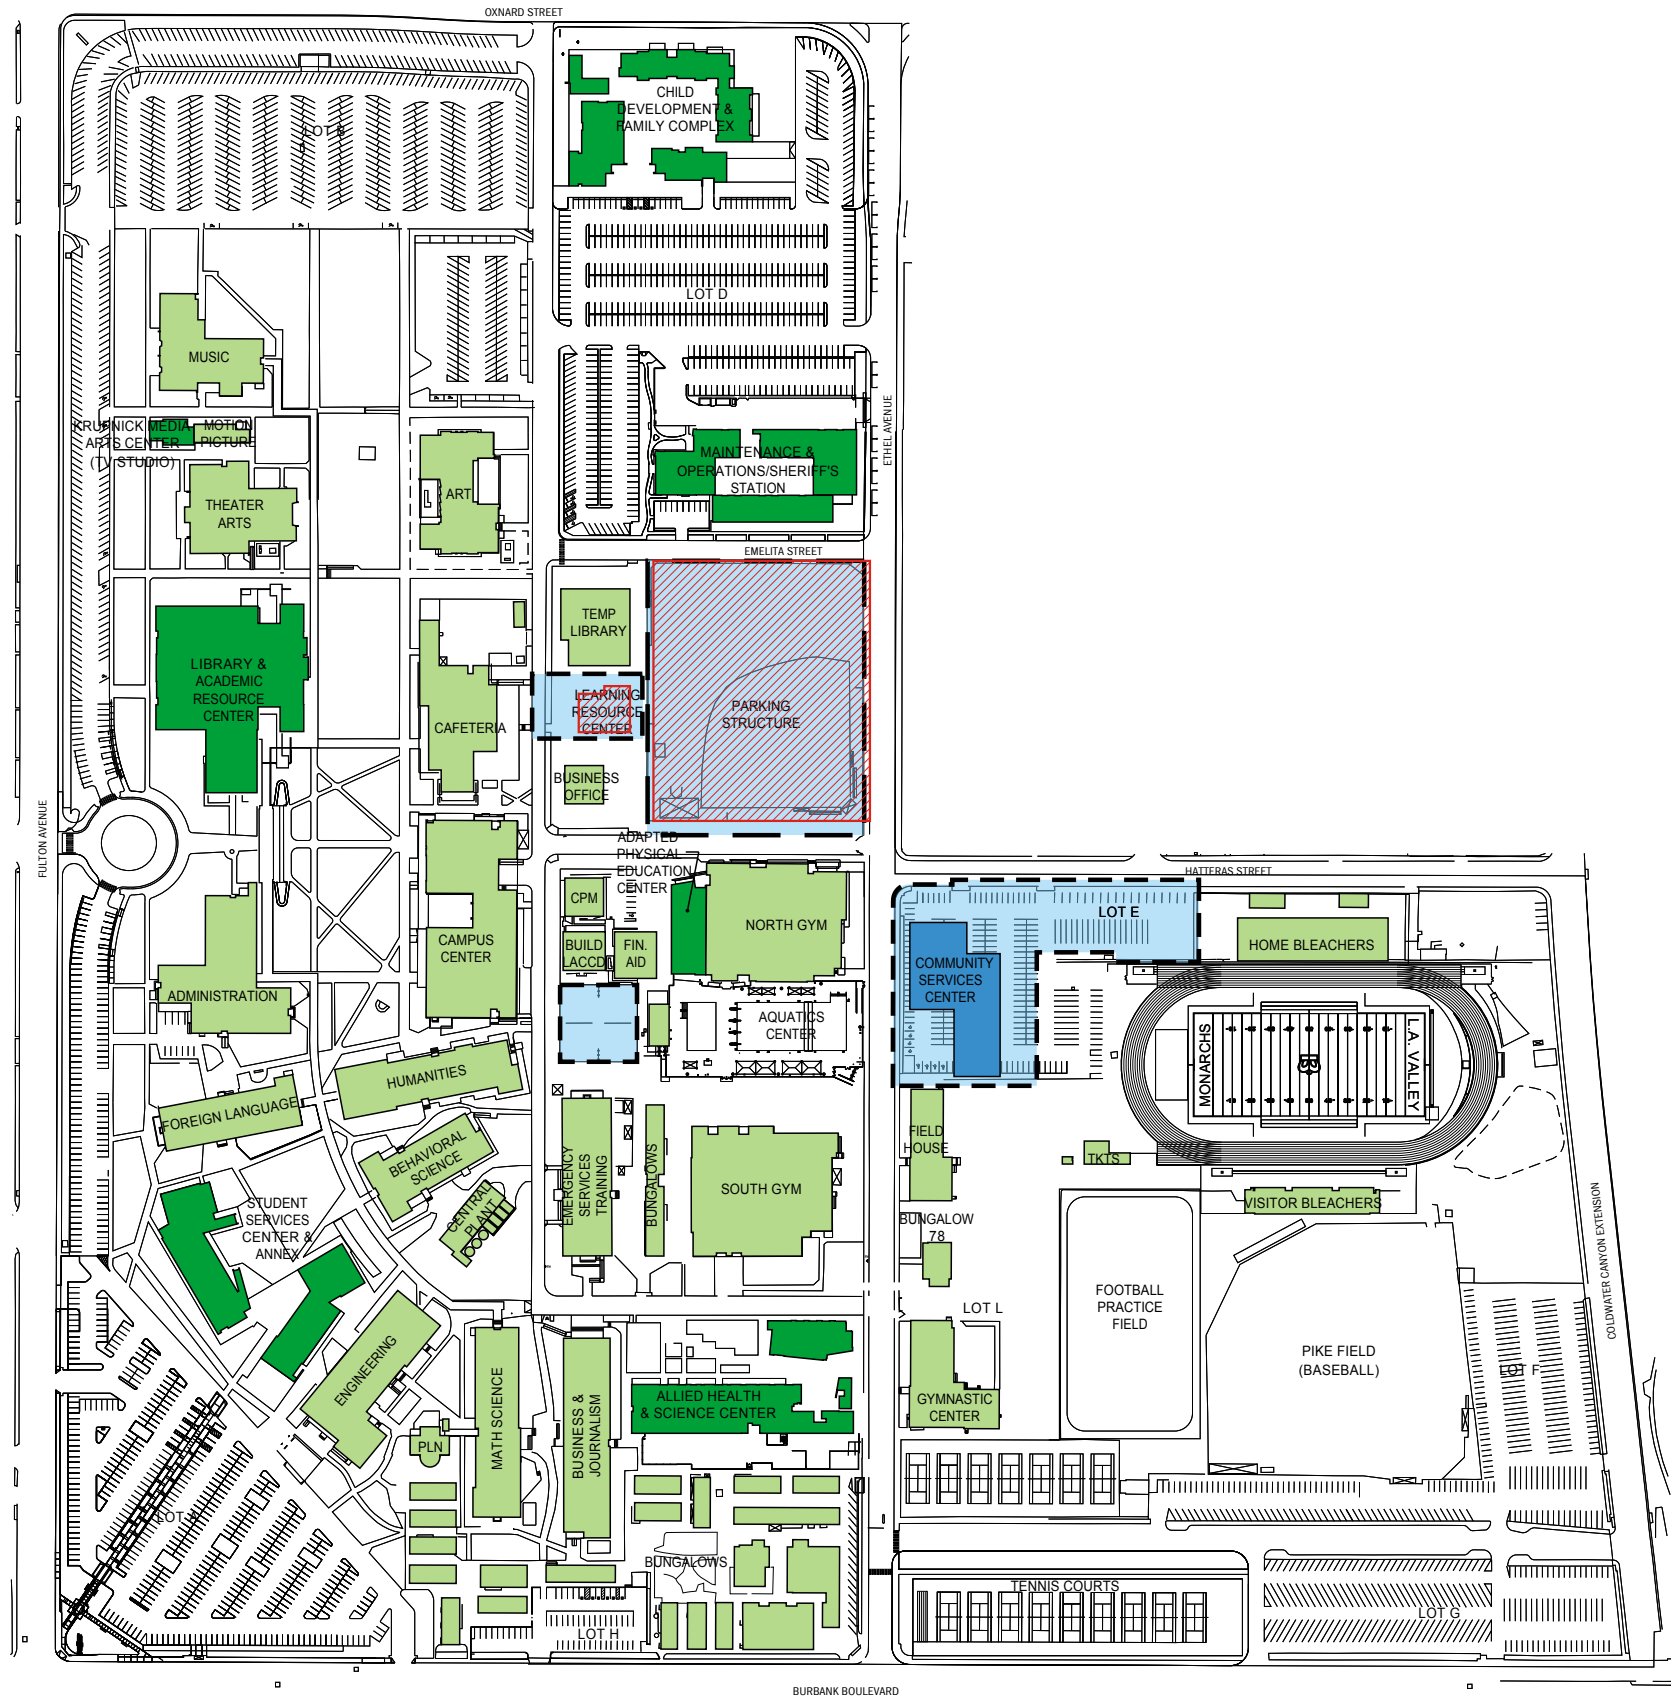 OXNARD STREET
CHILD
DEVELOPMENT &
FAMILY COMPLEX
LOT B
LOT D
MUSIC
KRUPNICK MEDIA
ARTS CENTER
(TV STUDIO)
MOTION
PICTURE
THEATER
ARTS
ART
MAINTENANCE &
OPERATIONS/SHERIFF'S
STATION
ETHEL AVENUE
EMELITA STREET
TEMP
LIBRARY
LIBRARY &
ACADEMIC
RESOURCE
CENTER
CAFETERIA
LEARNING
RESOURCE
CENTER
PARKING
STRUCTURE
BUSINESS
OFFICE
FULTON AVENUE
ADAPTED
PHYSICAL
EDUCATION
CENTER
HATTERAS STREET
CPM
BUILD
LACCD
FIN.
AID
NORTH GYM
LOT E
HOME BLEACHERS
CAMPUS
CENTER
COMMUNITY
SERVICES
CENTER
ADMINISTRATION
AQUATICS
CENTER
MONARCHS
L.A. VALLEY
HUMANITIES
FOREIGN LANGUAGE
BEHAVIORAL
SCIENCE
EMERGENCY
SERVICES
TRAINING
BUNGALOWS
SOUTH GYM
FIELD
HOUSE
TKTS
VISITOR BLEACHERS
STUDENT
SERVICES
CENTER &
ANNEX
CENTRAL
PLANT
BUNGALOW
78
COLDWATER CANYON EXTENSION
LOT L
FOOTBALL
PRACTICE
FIELD
PIKE FIELD
(BASEBALL)
LOT F
ENGINEERING
MATH SCIENCE
BUSINESS &
JOURNALISM
ALLIED HEALTH
& SCIENCE CENTER
GYMNASTIC
CENTER
PLN
LOT A
BUNGALOWS
TENNIS COURTS
LOT G
LOT H
BURBANK BOULEVARD